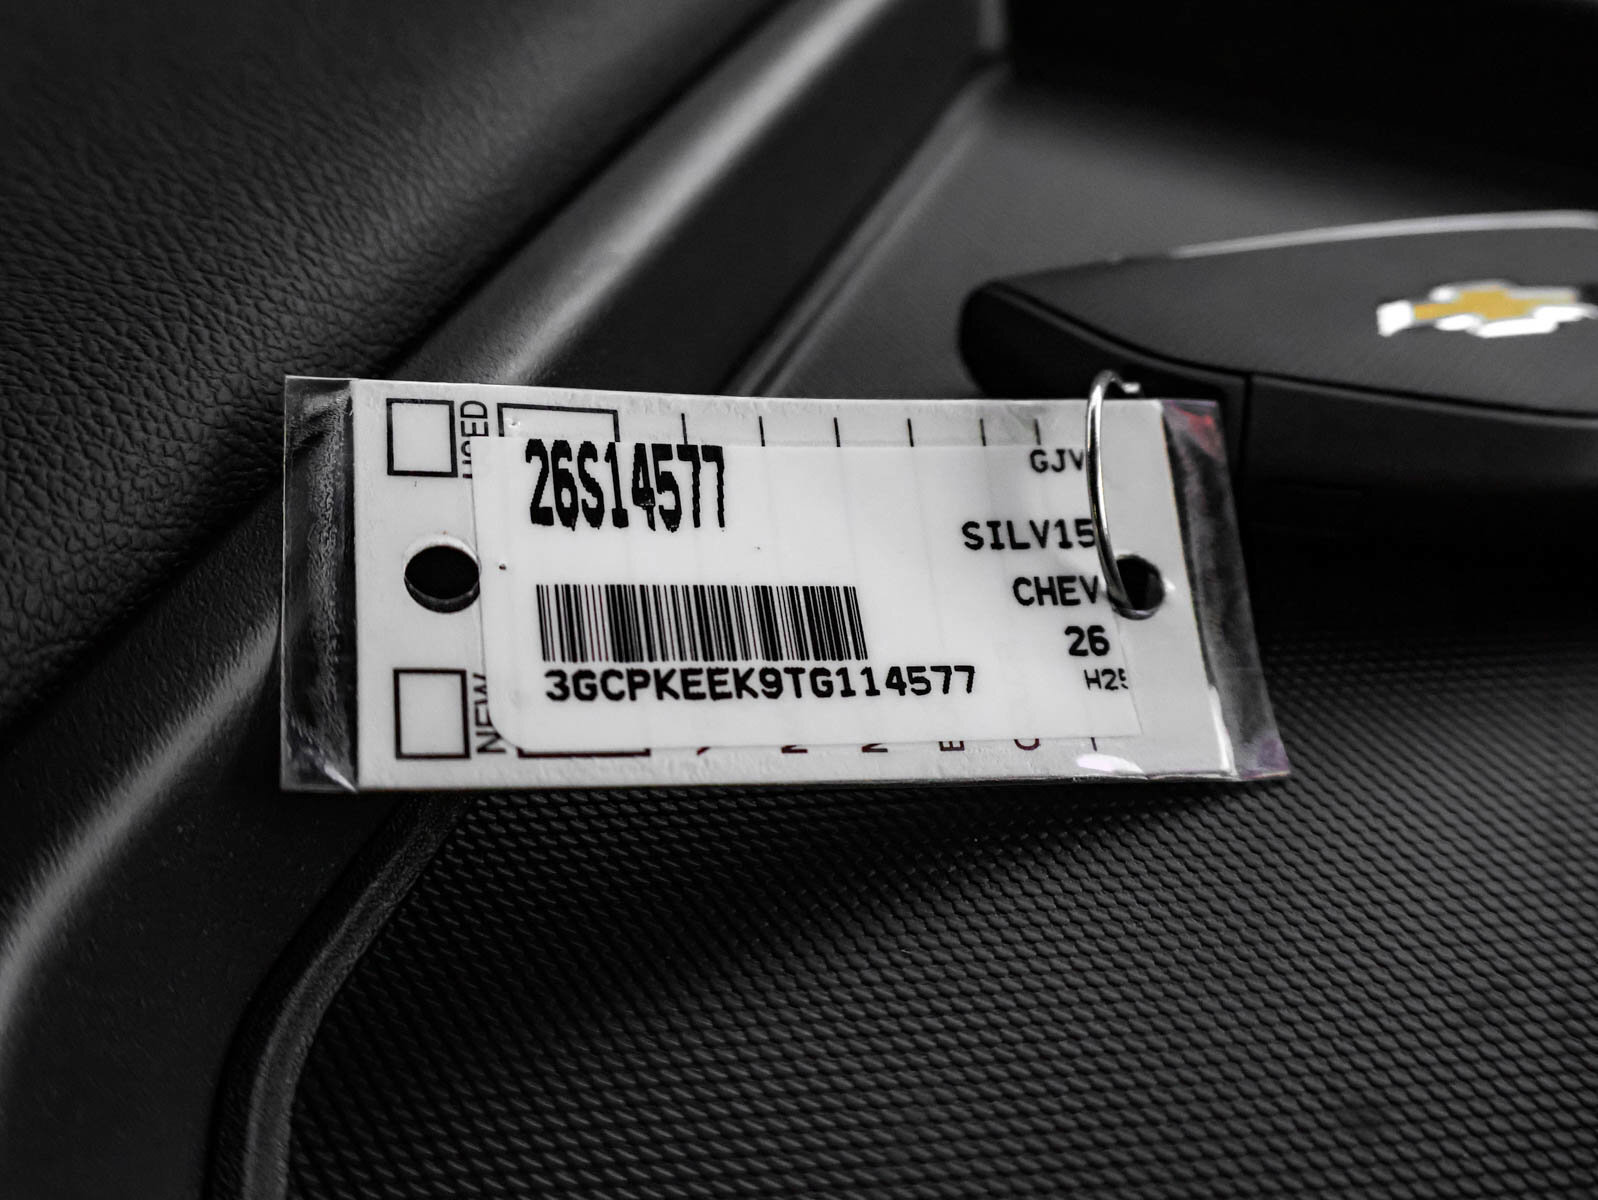 26S14577
GJV
SILV15
CHEV
26
H25
3GCPKEEK9TG114577
USED
NEW